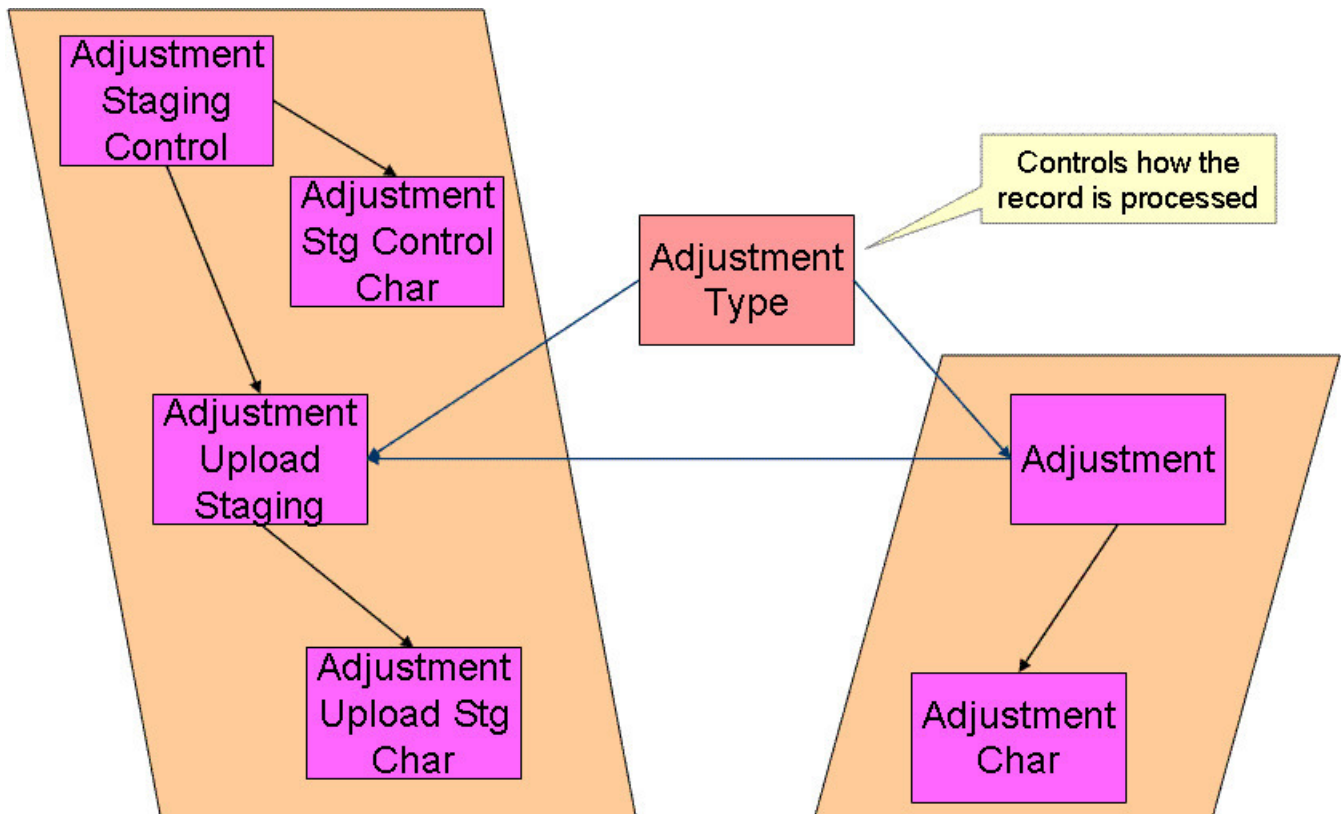 Adjustment
Staging
Control
Adjustment
Stg Control
Char
Controls how the
record is processed
Adjustment
Type
Adjustment
Upload
Staging
Adjustment
Adjustment
Upload Stg
Char
Adjustment
Char